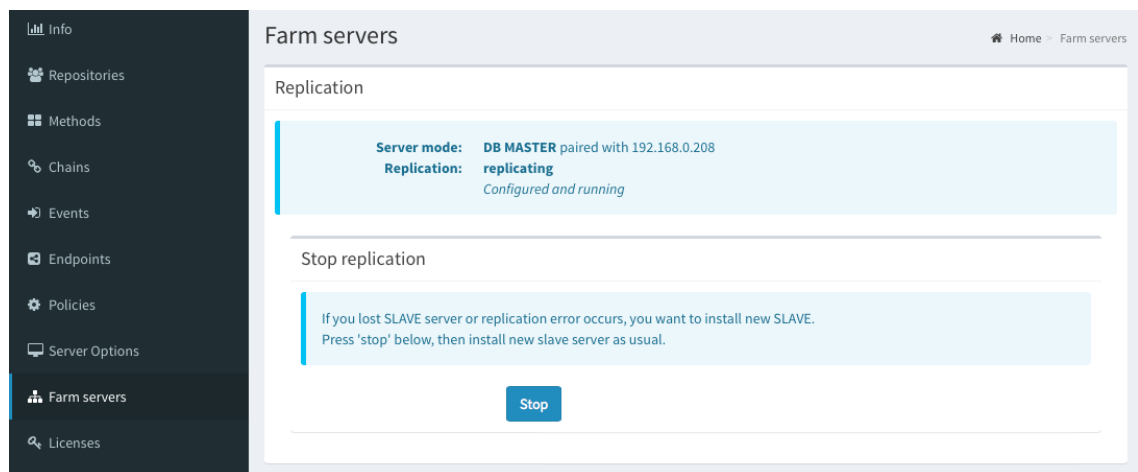 Info
Repositories
Methods
Chains
Events
Endpoints
Policies
Server Options
Farm servers
Licenses
Farm servers
Home > Farm servers
Replication
Server mode: DB MASTER paired with 192.168.0.208
Replication: replicating
Configured and running
Stop replication
If you lost SLAVE server or replication error occurs, you want to install new SLAVE.
Press 'stop' below, then install new slave server as usual.
Stop